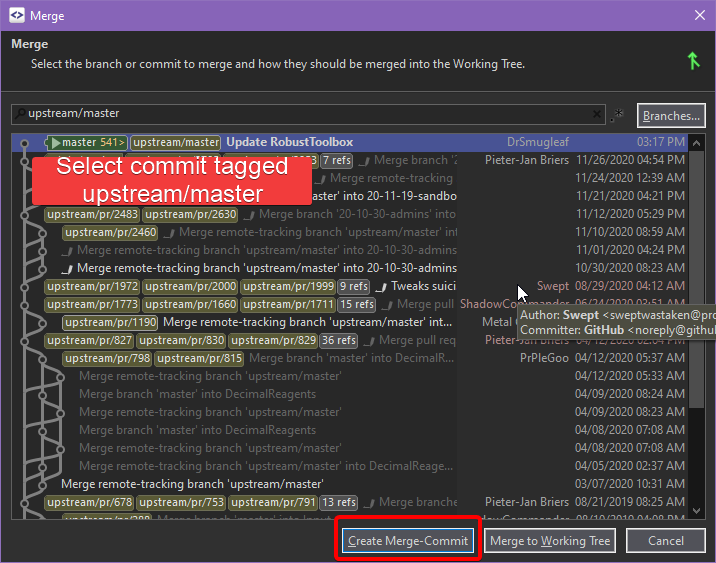 Merge
Merge
Select the branch or commit to merge and how they should be merged into the Working Tree.
upstream/master
Branches...
master 541> upstream/master Update RobustToolbox DrSmugleaf 03:17 PM
7 refs Merge branch '2 Pieter-Jan Briers 11/26/2020 04:54 PM
Merge remote-tracking 11/24/2020 12:39 AM
Select commit tagged
upstream/master
master' into 20-11-19-sandbo 11/21/2020 04:21 PM
upstream/pr/2483 upstream/pr/2630 Merge branch '20-10-30-admins' into 11/12/2020 05:29 PM
upstream/pr/2460 Merge remote-tracking branch 'upstream/master' 11/10/2020 08:59 AM
Merge remote-tracking branch 'upstream/master' into 20-10-30-admins 11/01/2020 04:24 PM
Merge remote-tracking branch 'upstream/master' into 20-10-30-admins 10/30/2020 08:23 AM
upstream/pr/1972 upstream/pr/2000 upstream/pr/1999 9 refs Tweaks suici Swept 08/29/2020 04:12 AM
upstream/pr/1773 upstream/pr/1660 upstream/pr/1711 15 refs Merge pull ShadowCommander 06/24/2020 03:51 AM
upstream/pr/1190 Merge remote-tracking branch 'upstream/master' int... Metal
Author: Swept <sweptwastaken@pro
Committer: GitHub <noreply@githu
upstream/pr/827 upstream/pr/830 upstream/pr/829 36 refs Merge pull req Pieter-Jan Briers 04/12/2020 02:04 PM
upstream/pr/798 upstream/pr/815 Merge branch 'master' into DecimalR... PrPleGoo 04/12/2020 05:37 AM
Merge remote-tracking branch 'upstream/master' 04/12/2020 05:33 AM
Merge branch 'master' into DecimalReagents 04/09/2020 08:24 AM
Merge remote-tracking branch 'upstream/master' 04/09/2020 08:23 AM
Merge branch 'master' into DecimalReagents 04/08/2020 07:08 AM
Merge remote-tracking branch 'upstream/master' 04/08/2020 07:08 AM
Merge remote-tracking branch 'upstream/master' into DecimalReage... 04/05/2020 02:37 AM
Merge remote-tracking branch 'upstream/master' 03/07/2020 10:31 AM
upstream/pr/678 upstream/pr/753 upstream/pr/791 13 refs Merge branche Pieter-Jan Briers 08/21/2019 08:25 AM
Create Merge-Commit
Merge to Working Tree
Cancel